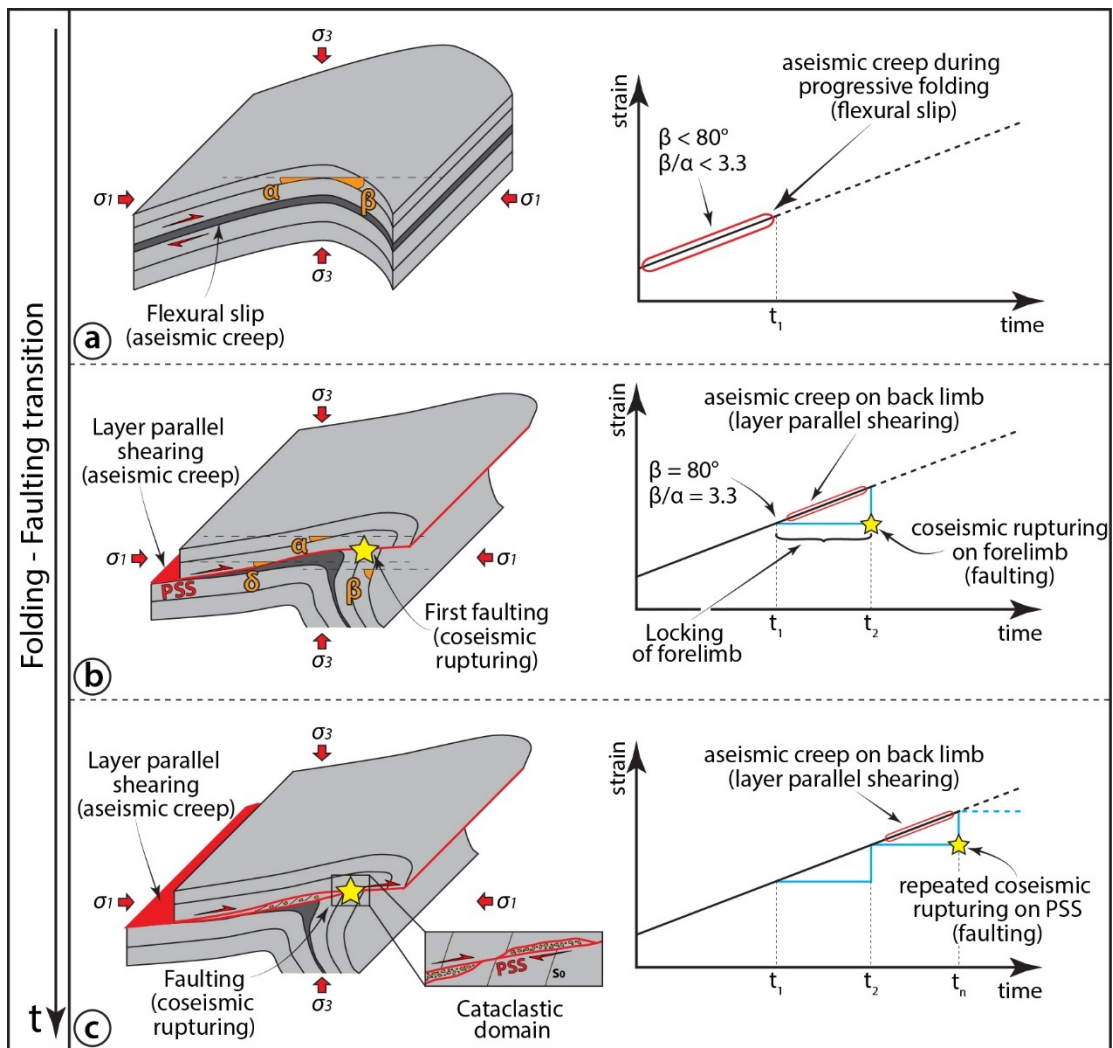 Folding - Faulting transition
t
σ3
σ1
σ1
α
β
σ3
Flexural slip
(aseismic creep)
a
strain
aseismic creep during
progressive folding
(flexural slip)
β < 80°
β/α < 3.3
t1
time
σ3
Layer parallel
shearing
(aseismic creep)
σ1
σ1
α
δ
β
PSS
First faulting
(coseismic
rupturing)
σ3
b
strain
aseismic creep on back limb
(layer parallel shearing)
β = 80°
β/α = 3.3
coseismic rupturing
on forelimb
(faulting)
t1
t2
time
Locking
of forelimb
σ3
Layer parallel
shearing
(aseismic creep)
σ1
σ1
PSS
S0
Faulting
(coseismic
rupturing)
σ3
Cataclastic
domain
c
strain
aseismic creep on back limb
(layer parallel shearing)
repeated coseismic
rupturing on PSS
(faulting)
t1
t2
tn
time